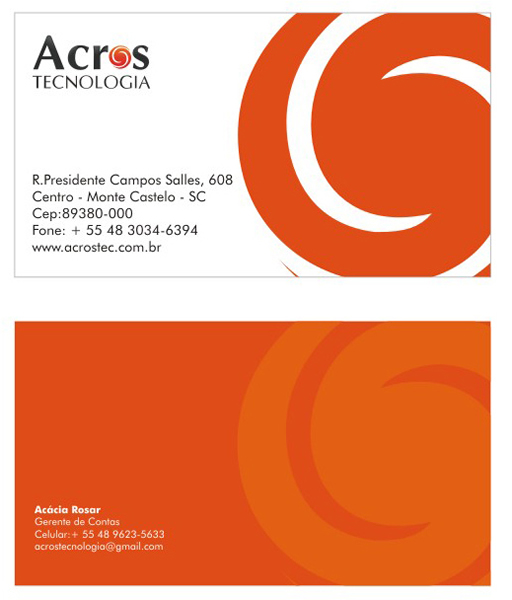 Acros
TECNOLOGIA
R.Presidente Campos Salles, 608
Centro - Monte Castelo - SC
Cep:89380-000
Fone: + 55 48 3034-6394
www.acrostec.com.br
Acácia Rosar
Gerente de Contas
Celular:+ 55 48 9623-5633
acrostecnologia@gmail.com